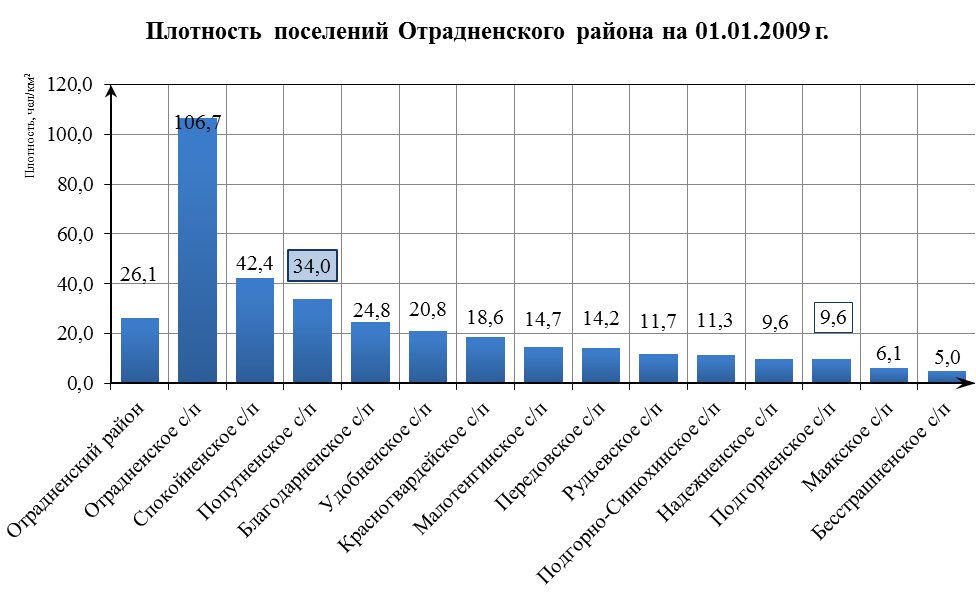 Плотность поселений Отрадненского района на 01.01.2009 г.
Плотность, чел/км²
120,0
100,0
80,0
60,0
40,0
20,0
0,0
26,1
106,7
42,4
34,0
24,8
20,8
18,6
14,7
14,2
11,7
11,3
9,6
9,6
6,1
5,0
Отрадненский район
Отрадненское с/п
Спокойненское с/п
Попутненское с/п
Благодарненское с/п
Удобненское с/п
Красногвардейское с/п
Малотенгинское с/п
Передовское с/п
Рудьевское с/п
Подгорно-Синюхинское с/п
Надежненское с/п
Подгорненское с/п
Маякское с/п
Бесстрашненское с/п